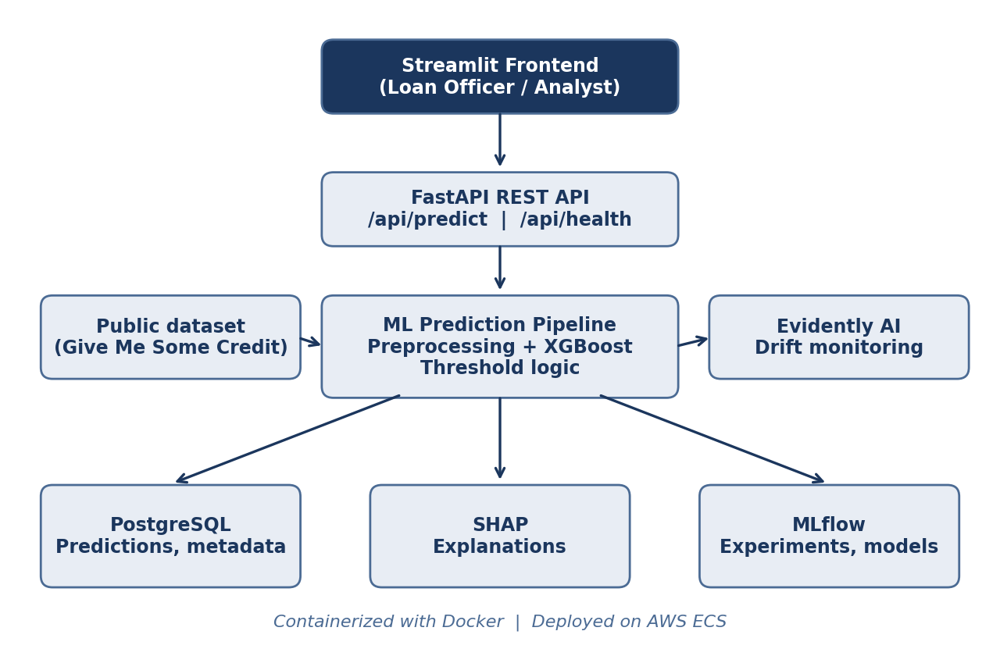 Streamlit Frontend
(Loan Officer / Analyst)
FastAPI REST API
/api/predict  |  /api/health
Public dataset
(Give Me Some Credit)
ML Prediction Pipeline
Preprocessing + XGBoost
Threshold logic
Evidently AI
Drift monitoring
PostgreSQL
Predictions, metadata
SHAP
Explanations
MLflow
Experiments, models
Containerized with Docker  |  Deployed on AWS ECS